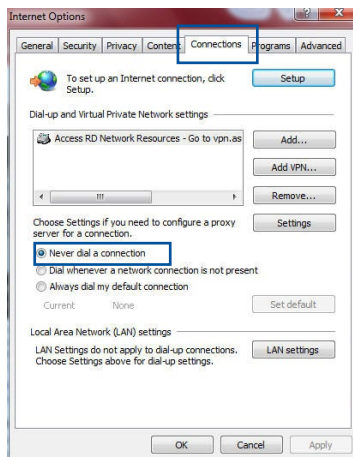 Internet Options
General Security Privacy Content Connections Programs Advanced
To set up an Internet connection, click
Setup.
Setup
Dial-up and Virtual Private Network settings
Access RD Network Resources - Go to vpn.as
Add...
Add VPN...
Remove...
Choose Settings if you need to configure a proxy
server for a connection.
Settings
Never dial a connection
Dial whenever a network connection is not present
Always dial my default connection
Current None
Set default
Local Area Network (LAN) settings
LAN Settings do not apply to dial-up connections.
Choose Settings above for dial-up settings.
LAN settings
OK Cancel Apply